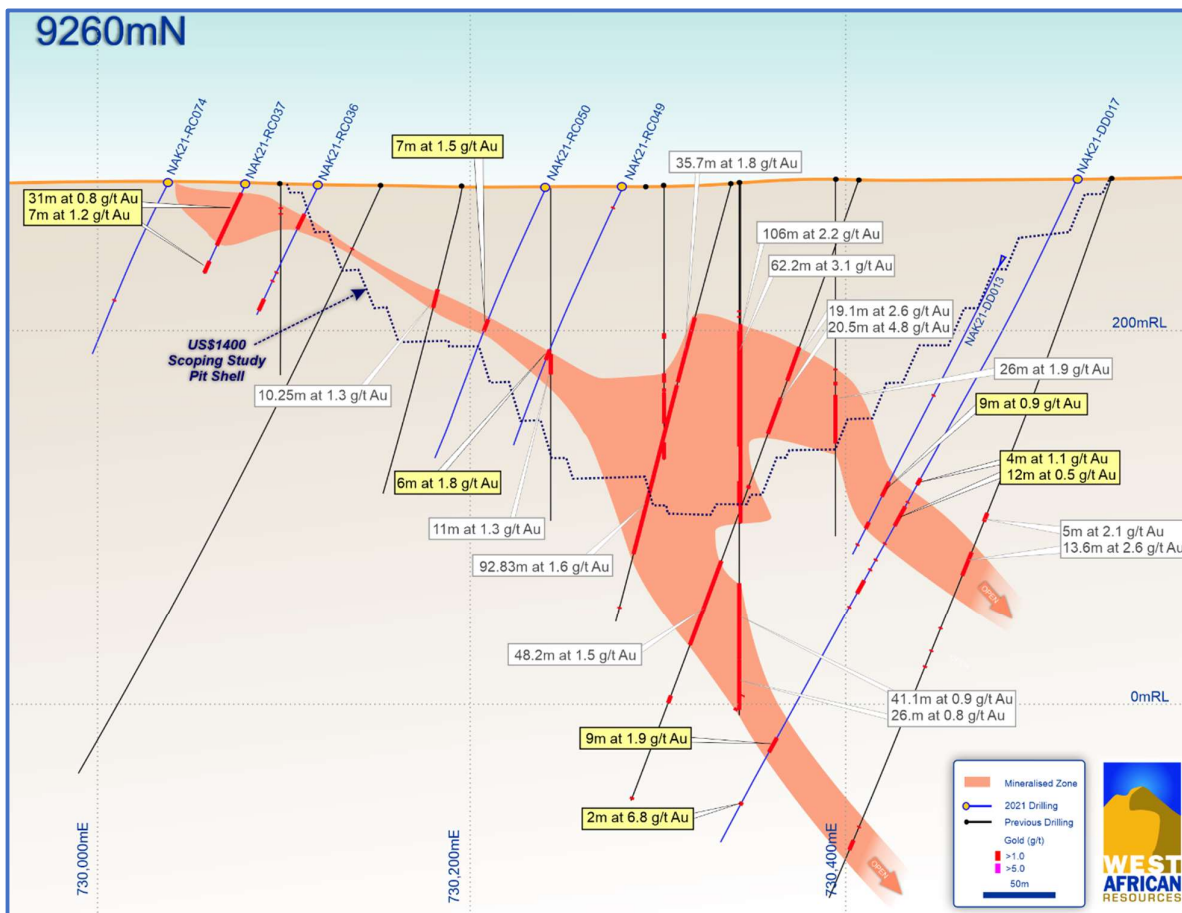 9260mN
NAK21-RC074
NAK21-RC037
NAK21-RC036
NAK21-RC050
NAK21-RC049
NAK21-DD017
7m at 1.5 g/t Au
35.7m at 1.8 g/t Au
31m at 0.8 g/t Au
7m at 1.2 g/t Au
106m at 2.2 g/t Au
62.2m at 3.1 g/t Au
NAK21-DD013
19.1m at 2.6 g/t Au
20.5m at 4.8 g/t Au
200mRL
US$1400
Scoping Study
Pit Shell
10.25m at 1.3 g/t Au
26m at 1.9 g/t Au
9m at 0.9 g/t Au
6m at 1.8 g/t Au
4m at 1.1 g/t Au
12m at 0.5 g/t Au
11m at 1.3 g/t Au
5m at 2.1 g/t Au
13.6m at 2.6 g/t Au
92.83m at 1.6 g/t Au
OPEN
48.2m at 1.5 g/t Au
41.1m at 0.9 g/t Au
26.m at 0.8 g/t Au
0mRL
9m at 1.9 g/t Au
2m at 6.8 g/t Au
OPEN
730,000mE
730,200mE
730,400mE
Mineralised Zone
2021 Drilling
Previous Drilling
Gold (g/t)
>1.0
>5.0
50m
WEST
AFRICAN
RESOURCES